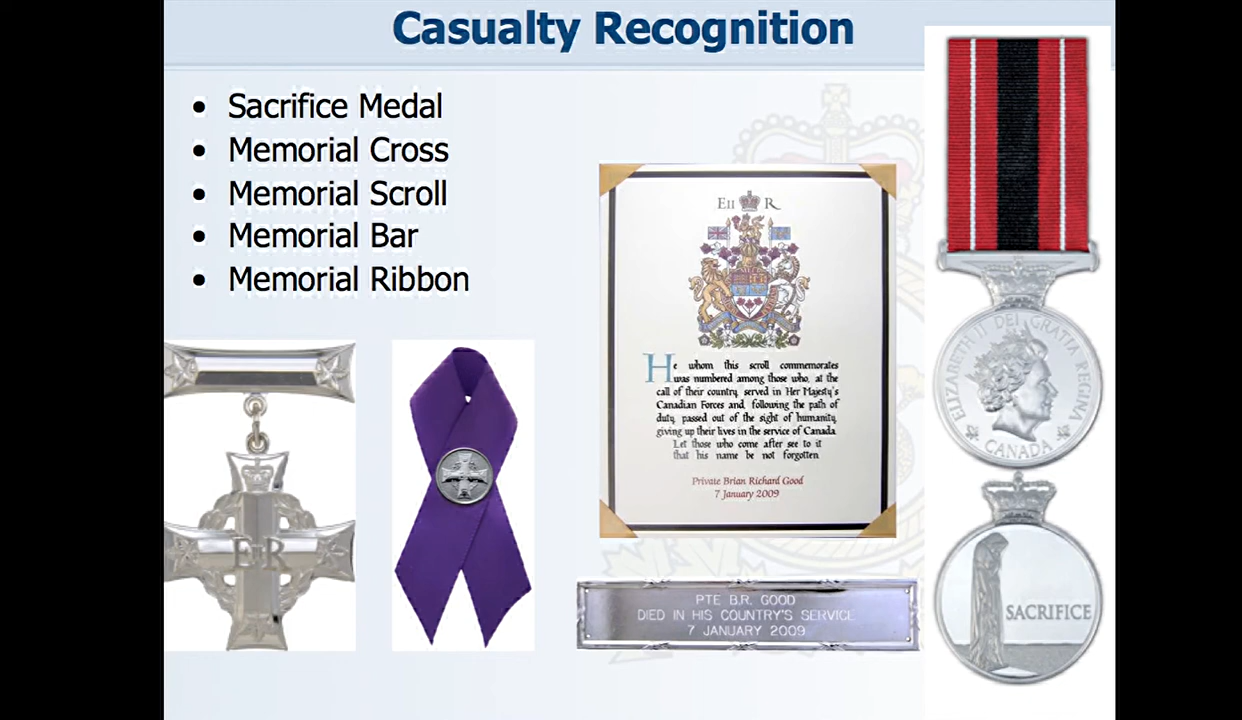 Casualty Recognition
• Sacrifice Medal
• Memorial Cross
• Memorial Scroll
• Memorial Bar
• Memorial Ribbon
EIIR
EII R
He whom this scroll commemorates
was numbered among those who, at the
call of their country, served in Her Majesty's
Canadian Forces and, following the path of
duty, passed out of the sight of humanity,
giving up their lives in the service of Canada.
Let those who come after see to it
that his name be not forgotten.
Private Brian Richard Good
7 January 2009
PTE B.R. GOOD
DIED IN HIS COUNTRY'S SERVICE
7 JANUARY 2009
ELIZABETH II DEI GRATIA REGINA
CANADA
SACRIFICE